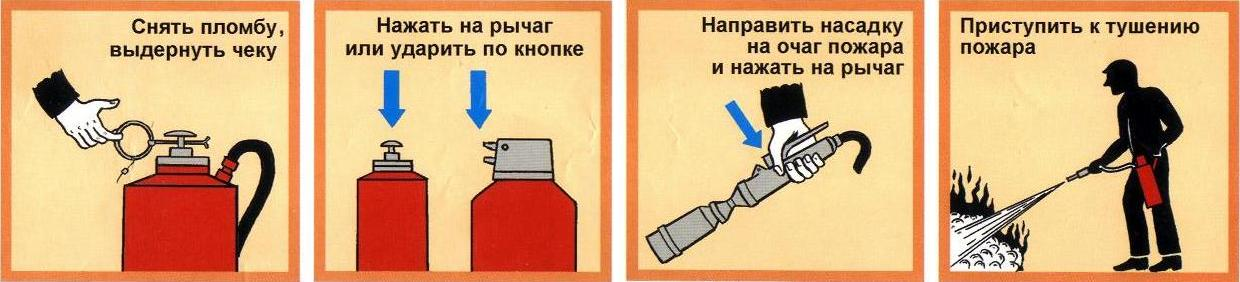 Снять пломбу,
выдернуть чеку
Нажать на рычаг
или ударить по кнопке
Направить насадку
на очаг пожара
и нажать на рычаг
Приступить к тушению
пожара